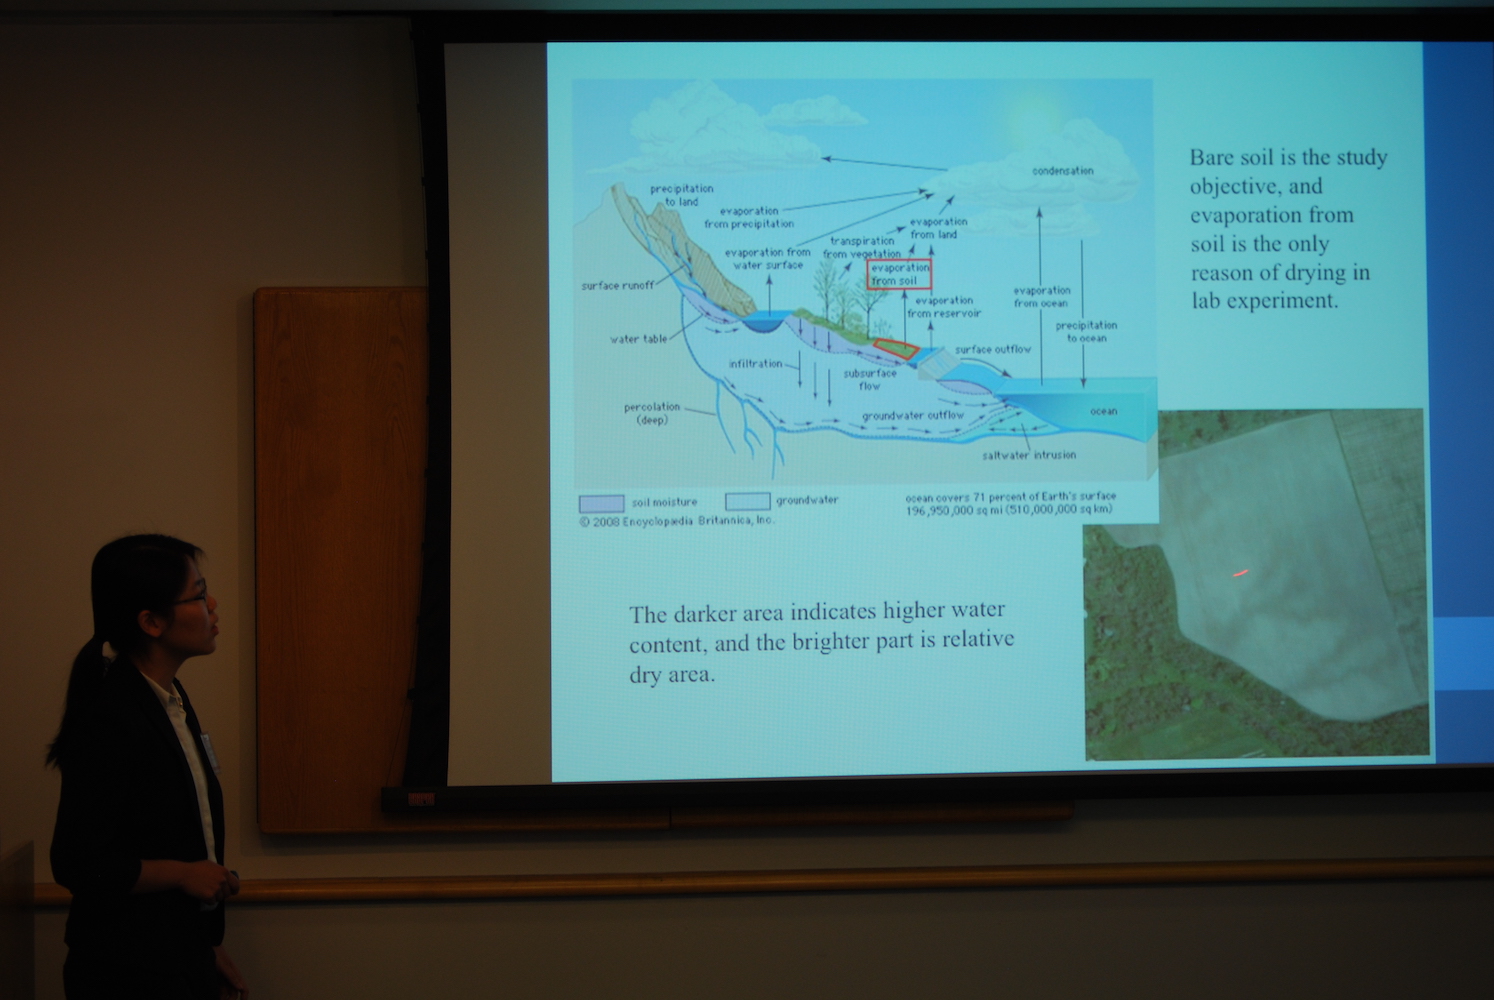 condensation
precipitation
to land
evaporation
from precipitation
evaporation
from land
transpiration
from vegetation
evaporation from
water surface
evaporation
from soil
surface runoff
evaporation
from ocean
evaporation
from reservoir
precipitation
to ocean
water table
surface outflow
infiltration
subsurface
flow
percolation
(deep)
groundwater outflow
ocean
saltwater intrusion
soil moisture
groundwater
ocean covers 71 percent of Earth's surface
196,950,000 sq mi (510,000,000 sq km)
© 2008 Encyclopædia Britannica, Inc.
Bare soil is the study
objective, and
evaporation from
soil is the only
reason of drying in
lab experiment.
The darker area indicates higher water
content, and the brighter part is relative
dry area.